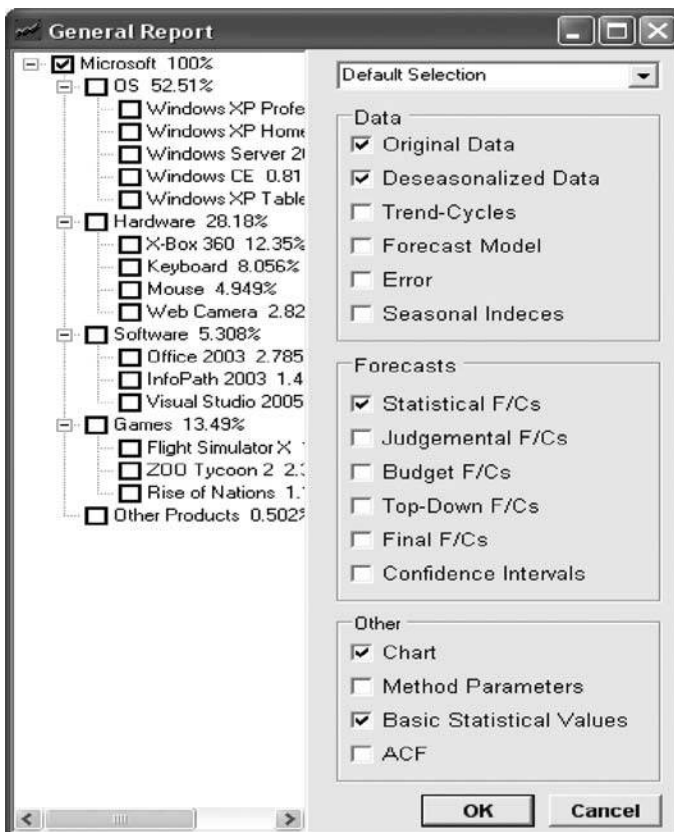 General Report
Microsoft 100%
OS 52.51%
Windows XP Profe
Windows XP Home
Windows Server 2
Windows CE 0.81
Windows XP Table
Hardware 28.18%
X-Box 360 12.35%
Keyboard 8.056%
Mouse 4.949%
Web Camera 2.82
Software 5.308%
Office 2003 2.785
InfoPath 2003 1.4
Visual Studio 2005
Games 13.49%
Flight Simulator X
ZOO Tycoon 2 2.
Rise of Nations 1.
Other Products 0.502%
Default Selection
Data
Original Data
Deseasonalized Data
Trend-Cycles
Forecast Model
Error
Seasonal Indeces
Forecasts
Statistical F/Cs
Judgemental F/Cs
Budget F/Cs
Top-Down F/Cs
Final F/Cs
Confidence Intervals
Other
Chart
Method Parameters
Basic Statistical Values
ACF
OK Cancel